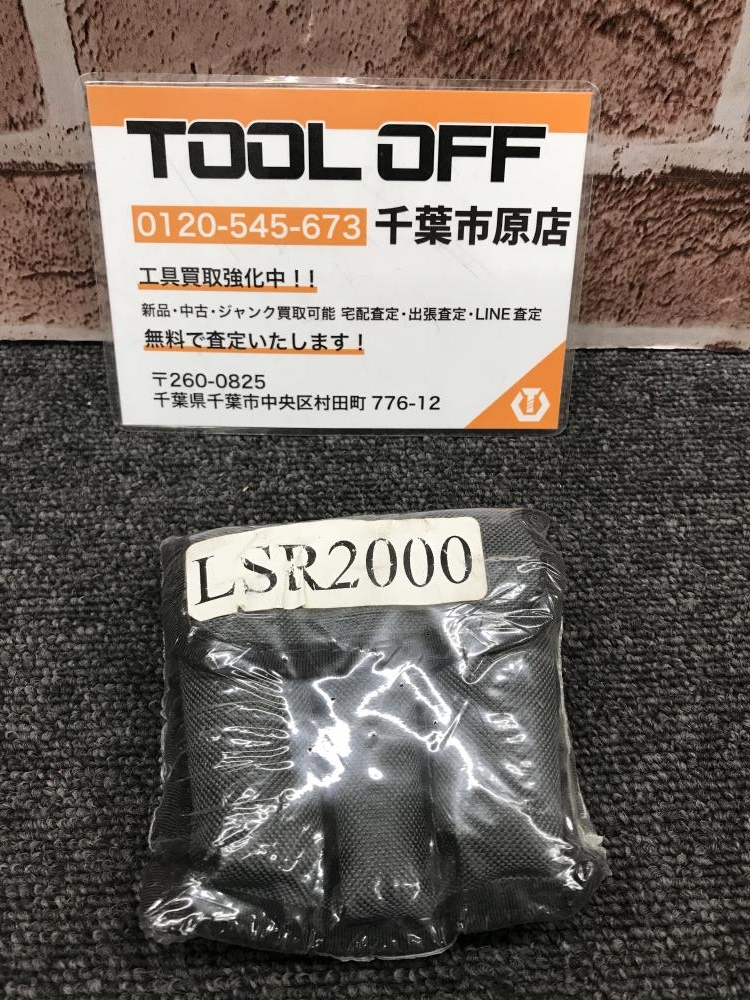 TOOL OFF
0120-545-673 千葉市原店
工具買取強化中!!
新品・中古・ジャンク買取可能 宅配査定・出張査定・LINE査定
無料で査定いたします!
〒260-0825
千葉県千葉市中央区村田町 776-12
LSR2000